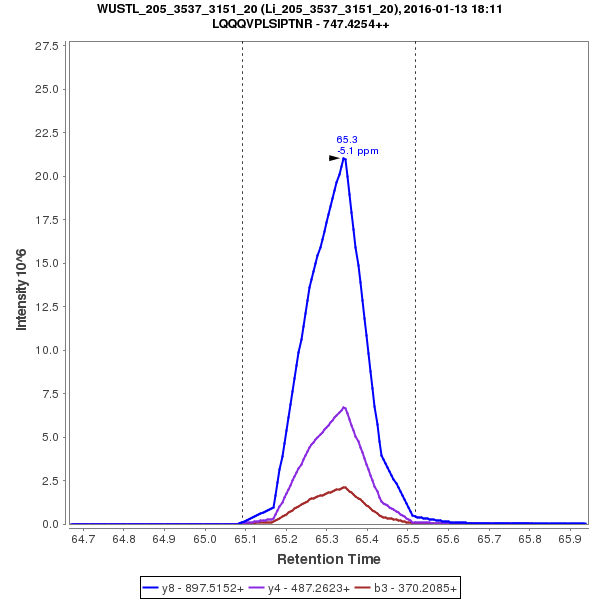 WUSTL_205_3537_3151_20 (Li_205_3537_3151_20), 2016-01-13 18:11
LQQQVPLSIPTNR - 747.4254++
27.5
25.0
22.5
20.0
17.5
15.0
12.5
10.0
7.5
5.0
2.5
0.0
Intensity 10^6
65.3
-5.1 ppm
64.7 64.8 64.9 65.0 65.1 65.2 65.3 65.4 65.5 65.6 65.7 65.8 65.9
Retention Time
y8 - 897.5152+ y4 - 487.2623+ b3 - 370.2085+